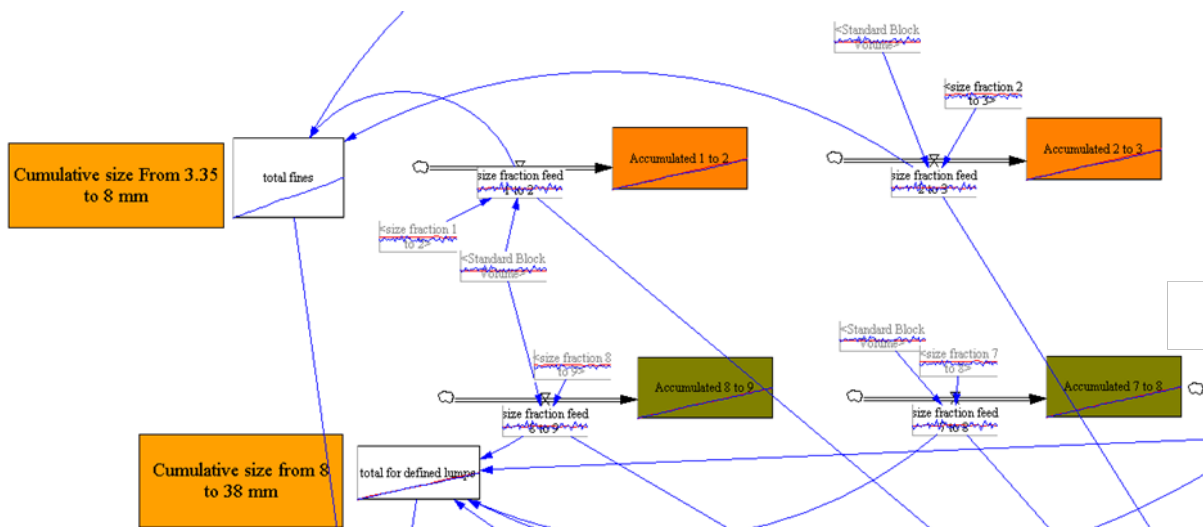 <Standard Block
Volume>
<size fraction 2
to 3>
Cumulative size From 3.35
to 8 mm
total fines
Accumulated 1 to 2
Accumulated 2 to 3
size fraction feed
1 to 2
size fraction feed
2 to 3
<size fraction 1
to 2>
<Standard Block
Volume>
<Standard Block
Volume>
<size fraction 8
to 9>
<size fraction 7
to 8>
Accumulated 8 to 9
Accumulated 7 to 8
size fraction feed
8 to 9
size fraction feed
7 to 8
Cumulative size from 8
to 38 mm
total for defined lumps